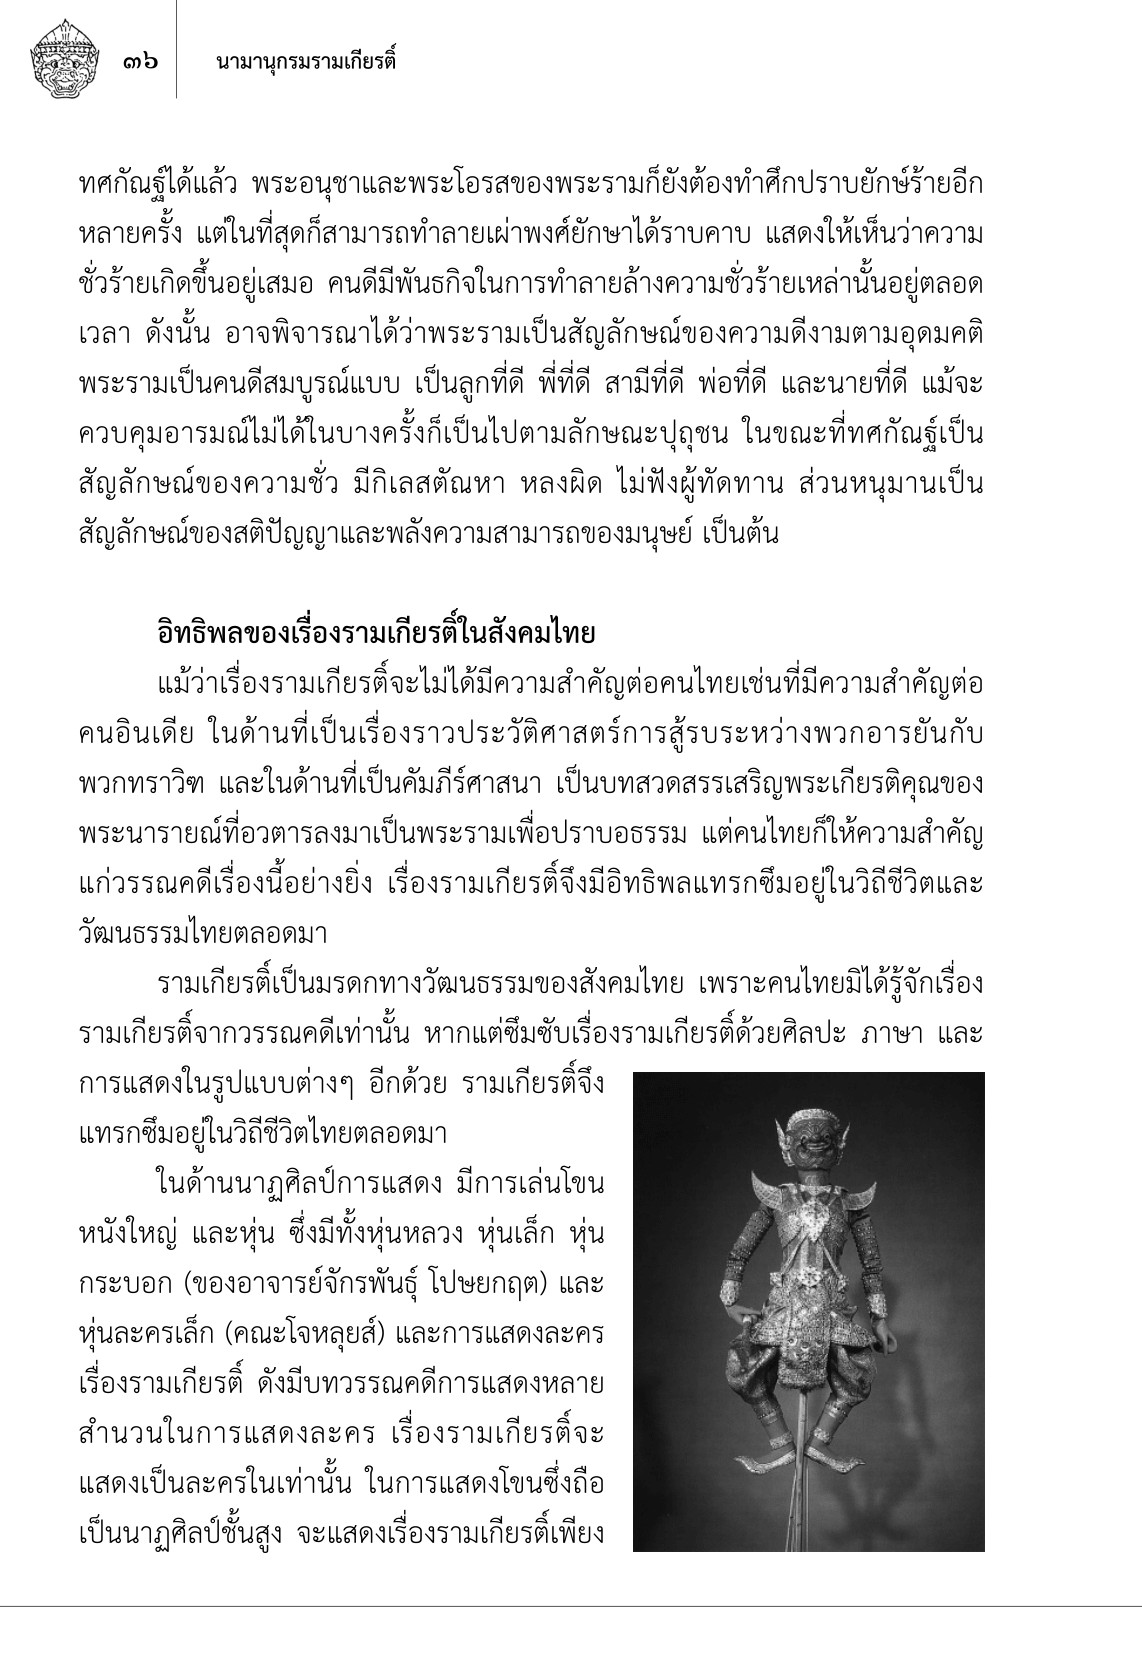 ๓๖
นามานุกรมรามเกียรติ์
ทศกัณฐ์ได้แล้ว พระอนุชาและพระโอรสของพระรามก็ยังต้องทำศึกปราบยักษ์ร้ายอีก
หลายครั้ง แต่ในที่สุดก็สามารถทำลายเผ่าพงศ์ยักษาได้ราบคาบ แสดงให้เห็นว่าความ
ชั่วร้ายเกิดขึ้นอยู่เสมอ คนดีมีพันธกิจในการทำลายล้างความชั่วร้ายเหล่านั้นอยู่ตลอด
เวลา ดังนั้น อาจพิจารณาได้ว่าพระรามเป็นสัญลักษณ์ของความดีงามตามอุดมคติ
พระรามเป็นคนดีสมบูรณ์แบบ เป็นลูกที่ดี พี่ที่ดี สามีที่ดี พ่อที่ดี และนายที่ดี แม้จะ
ควบคุมอารมณ์ไม่ได้ในบางครั้งก็เป็นไปตามลักษณะปุถุชน ในขณะที่ทศกัณฐ์เป็น
สัญลักษณ์ของความชั่ว มีกิเลสตัณหา หลงผิด ไม่ฟังผู้ทัดทาน ส่วนหนุมานเป็น
สัญลักษณ์ของสติปัญญาและพลังความสามารถของมนุษย์ เป็นต้น
อิทธิพลของเรื่องรามเกียรติ์ในสังคมไทย
แม้ว่าเรื่องรามเกียรติ์จะไม่ได้มีความสำคัญต่อคนไทยเช่นที่มีความสำคัญต่อ
คนอินเดีย ในด้านที่เป็นเรื่องราวประวัติศาสตร์การสู้รบระหว่างพวกอารยันกับ
พวกทราวิฑ และในด้านที่เป็นคัมภีร์ศาสนา เป็นบทสวดสรรเสริญพระเกียรติคุณของ
พระนารายณ์ที่อวตารลงมาเป็นพระรามเพื่อปราบอธรรม แต่คนไทยก็ให้ความสำคัญ
แก่วรรณคดีเรื่องนี้อย่างยิ่ง เรื่องรามเกียรติ์จึงมีอิทธิพลแทรกซึมอยู่ในวิถีชีวิตและ
วัฒนธรรมไทยตลอดมา
รามเกียรติ์เป็นมรดกทางวัฒนธรรมของสังคมไทย เพราะคนไทยมิได้รู้จักเรื่อง
รามเกียรติ์จากวรรณคดีเท่านั้น หากแต่ซึมซับเรื่องรามเกียรติ์ด้วยศิลปะ ภาษา และ
การแสดงในรูปแบบต่างๆ อีกด้วย รามเกียรติ์จึง
แทรกซึมอยู่ในวิถีชีวิตไทยตลอดมา
ในด้านนาฏศิลป์การแสดง มีการเล่นโขน
หนังใหญ่ และหุ่น ซึ่งมีทั้งหุ่นหลวง หุ่นเล็ก หุ่น
กระบอก (ของอาจารย์จักรพันธุ์ โปษยกฤต) และ
หุ่นละครเล็ก (คณะโจหลุยส์) และการแสดงละคร
เรื่องรามเกียรติ์ ดังมีบทวรรณคดีการแสดงหลาย
สำนวนในการแสดงละคร เรื่องรามเกียรติ์จะ
แสดงเป็นละครในเท่านั้น ในการแสดงโขนซึ่งถือ
เป็นนาฏศิลป์ชั้นสูง จะแสดงเรื่องรามเกียรติ์เพียง